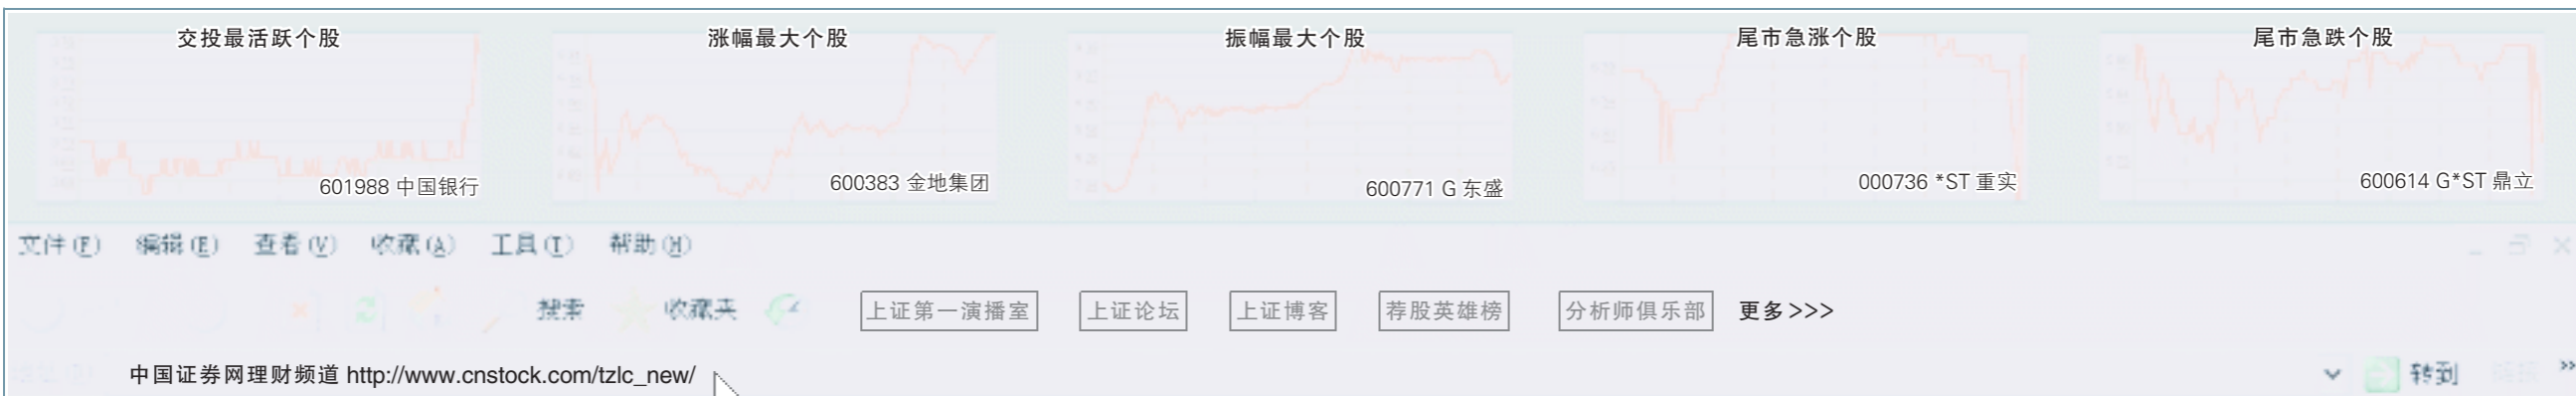 交投最活跃个股
涨幅最大个股
振幅最大个股
尾市急涨个股
尾市急跌个股
601988 中国银行
600383 金地集团
600771 G 东盛
000736 *ST 重实
600614 G*ST 鼎立
文件(F) 编辑(E) 查看(V) 收藏(A) 工具(T) 帮助(H)
搜索 收藏夹 上证第一演播室 上证论坛 上证博客 荐股英雄榜 分析师俱乐部 更多>>>
中国证券网理财频道 http://www.cnstock.com/tzlc_new/ 转到 »